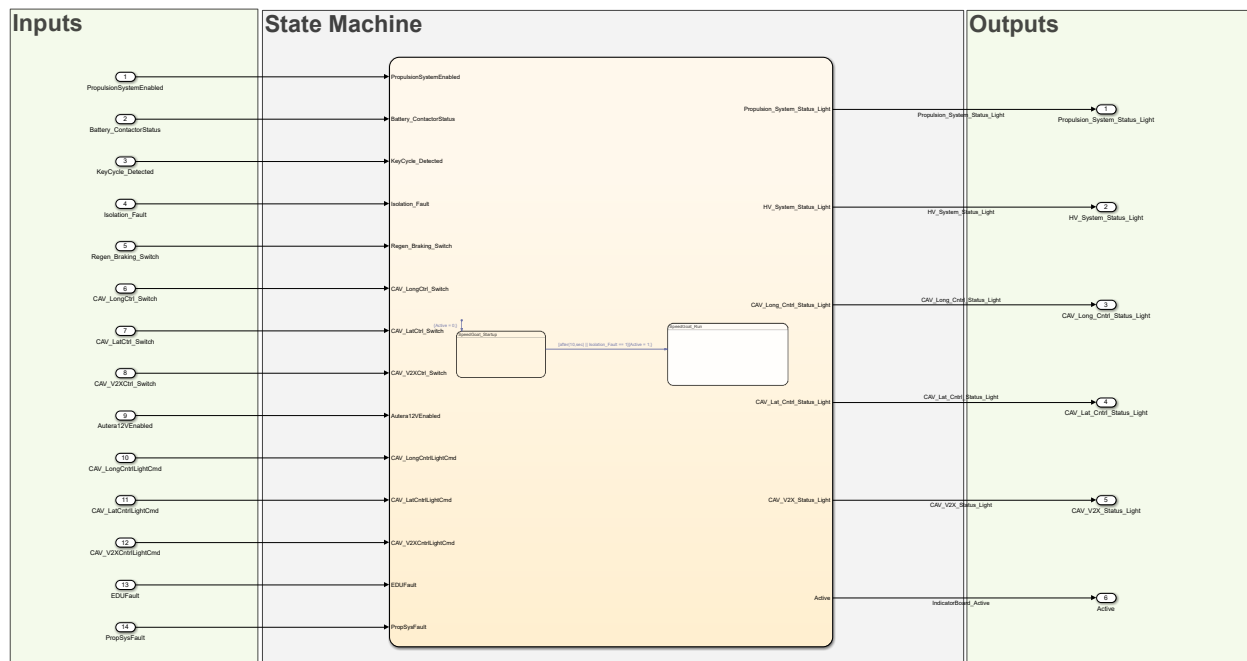 Inputs
State Machine
Outputs
1
PropulsionSystemEnabled
2
Battery_ContactorStatus
3
KeyCycle_Detected
4
Isolation_Fault
5
Regen_Braking_Switch
6
CAV_LongCtrl_Switch
7
CAV_LatCtrl_Switch
8
CAV_V2XCtrl_Switch
9
Autera12VEnabled
10
CAV_LongCntrlLightCmd
11
CAV_LatCntrlLightCmd
12
CAV_V2XCntrlLightCmd
13
EDUFault
14
PropSysFault
PropulsionSystemEnabled
Battery_ContactorStatus
KeyCycle_Detected
Isolation_Fault
Regen_Braking_Switch
CAV_LongCtrl_Switch
CAV_LatCtrl_Switch
CAV_V2XCtrl_Switch
Autera12VEnabled
CAV_LongCntrlLightCmd
CAV_LatCntrlLightCmd
CAV_V2XCntrlLightCmd
EDUFault
PropSysFault
SpeedGoat_Startup
SpeedGoat_Run
Propulsion_System_Status_Light
HV_System_Status_Light
CAV_Long_Cntrl_Status_Light
CAV_Lat_Cntrl_Status_Light
CAV_V2X_Status_Light
Active
Propulsion_System_Status_Light
HV_System_Status_Light
CAV_Long_Cntrl_Status_Light
CAV_Lat_Cntrl_Status_Light
CAV_V2X_Status_Light
IndicatorBoard_Active
1
Propulsion_System_Status_Light
2
HV_System_Status_Light
3
CAV_Long_Cntrl_Status_Light
4
CAV_Lat_Cntrl_Status_Light
5
CAV_V2X_Status_Light
6
Active